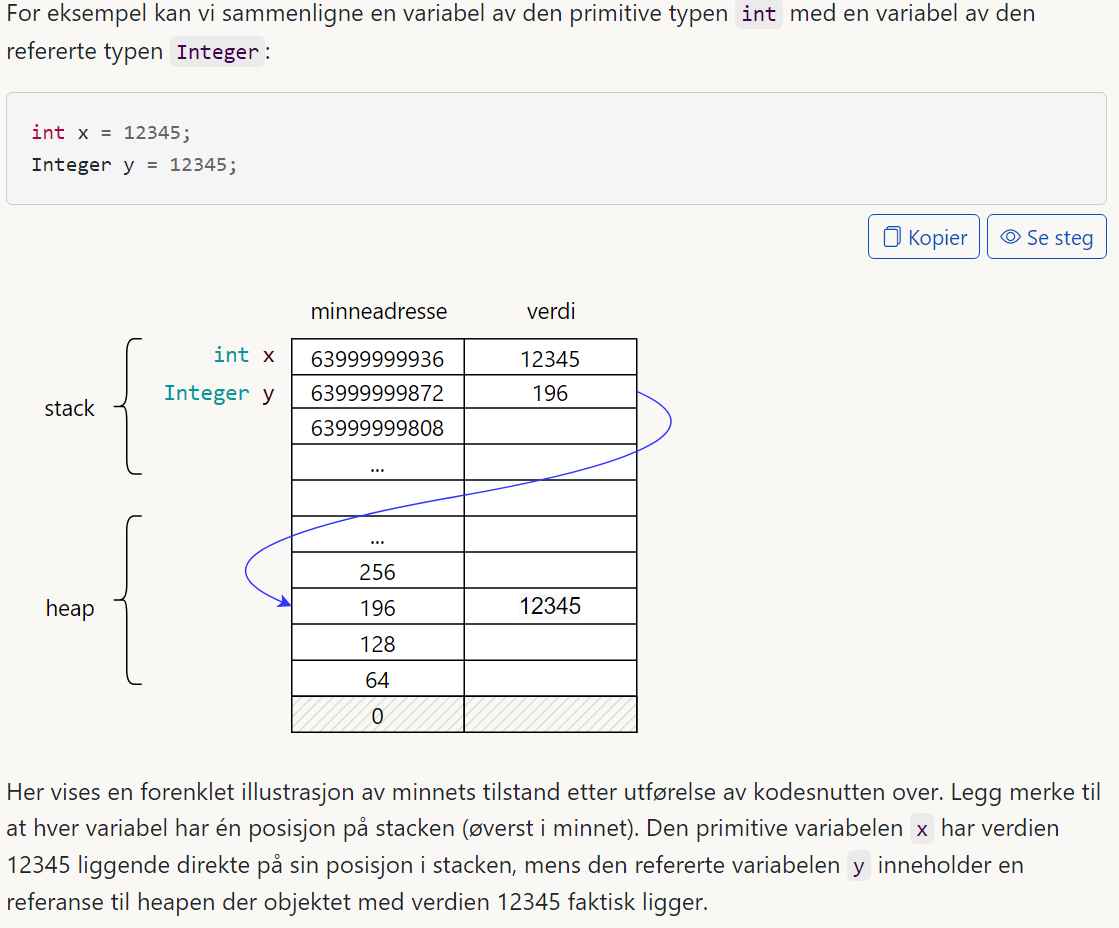 For eksempel kan vi sammenligne en variabel av den primitive typen int med en variabel av den
refererte typen Integer:
int x = 12345;
Integer y = 12345;
Kopier
Se steg
minneadresse verdi
int x 63999999936 12345
Integer y 63999999872 196
stack
63999999808
...
...
256
heap
196 12345
128
64
0
Her vises en forenklet illustrasjon av minnets tilstand etter utførelse av kodesnutten over. Legg merke til
at hver variabel har én posisjon på stacken (øverst i minnet). Den primitive variabelen x har verdien
12345 liggende direkte på sin posisjon i stacken, mens den refererte variabelen y inneholder en
referanse til heapen der objektet med verdien 12345 faktisk ligger.